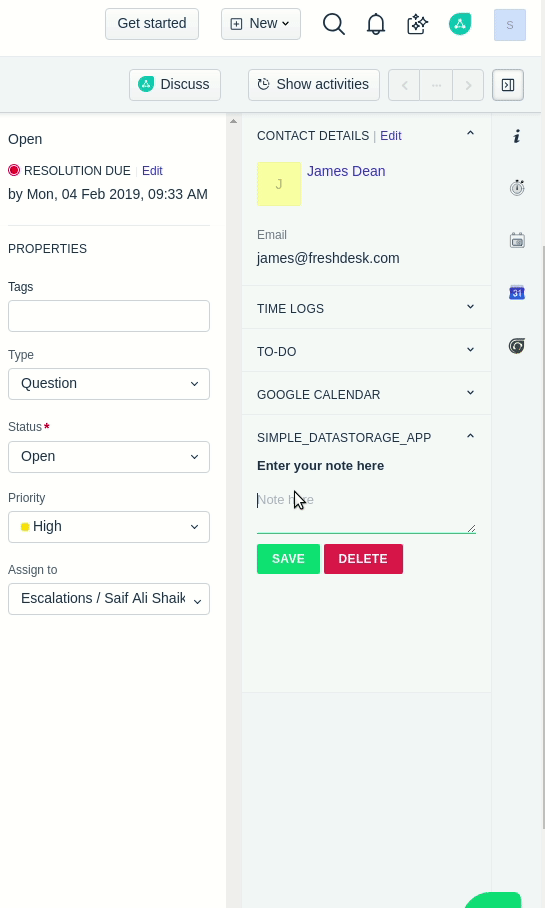 Get started
New
S
Discuss
Show activities
Open
RESOLUTION DUE | Edit
by Mon, 04 Feb 2019, 09:33 AM
PROPERTIES
Tags
Type
Question
Status*
Open
Priority
High
Assign to
Escalations / Saif Ali Shaik
CONTACT DETAILS | Edit
J
James Dean
Email
james@freshdesk.com
TIME LOGS
TO-DO
GOOGLE CALENDAR
SIMPLE_DATASTORAGE_APP
Enter your note here
Note here
SAVE
DELETE
31